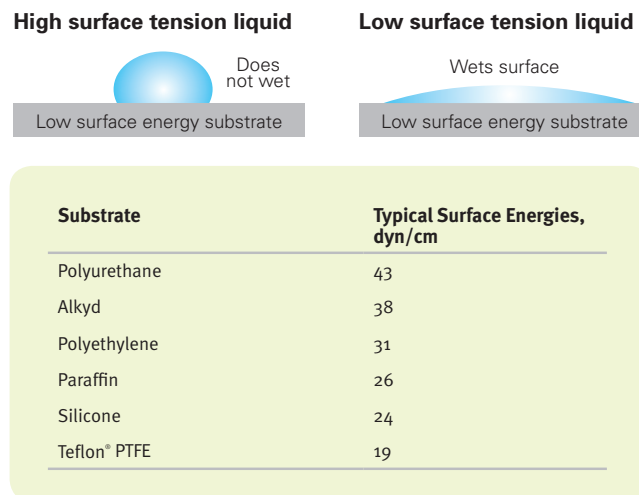 High surface tension liquid
Does
not wet
Low surface energy substrate
Low surface tension liquid
Wets surface
Low surface energy substrate
Substrate
Typical Surface Energies,
dyn/cm
Polyurethane 43
Alkyd 38
Polyethylene 31
Paraffin 26
Silicone 24
Teflon® PTFE 19